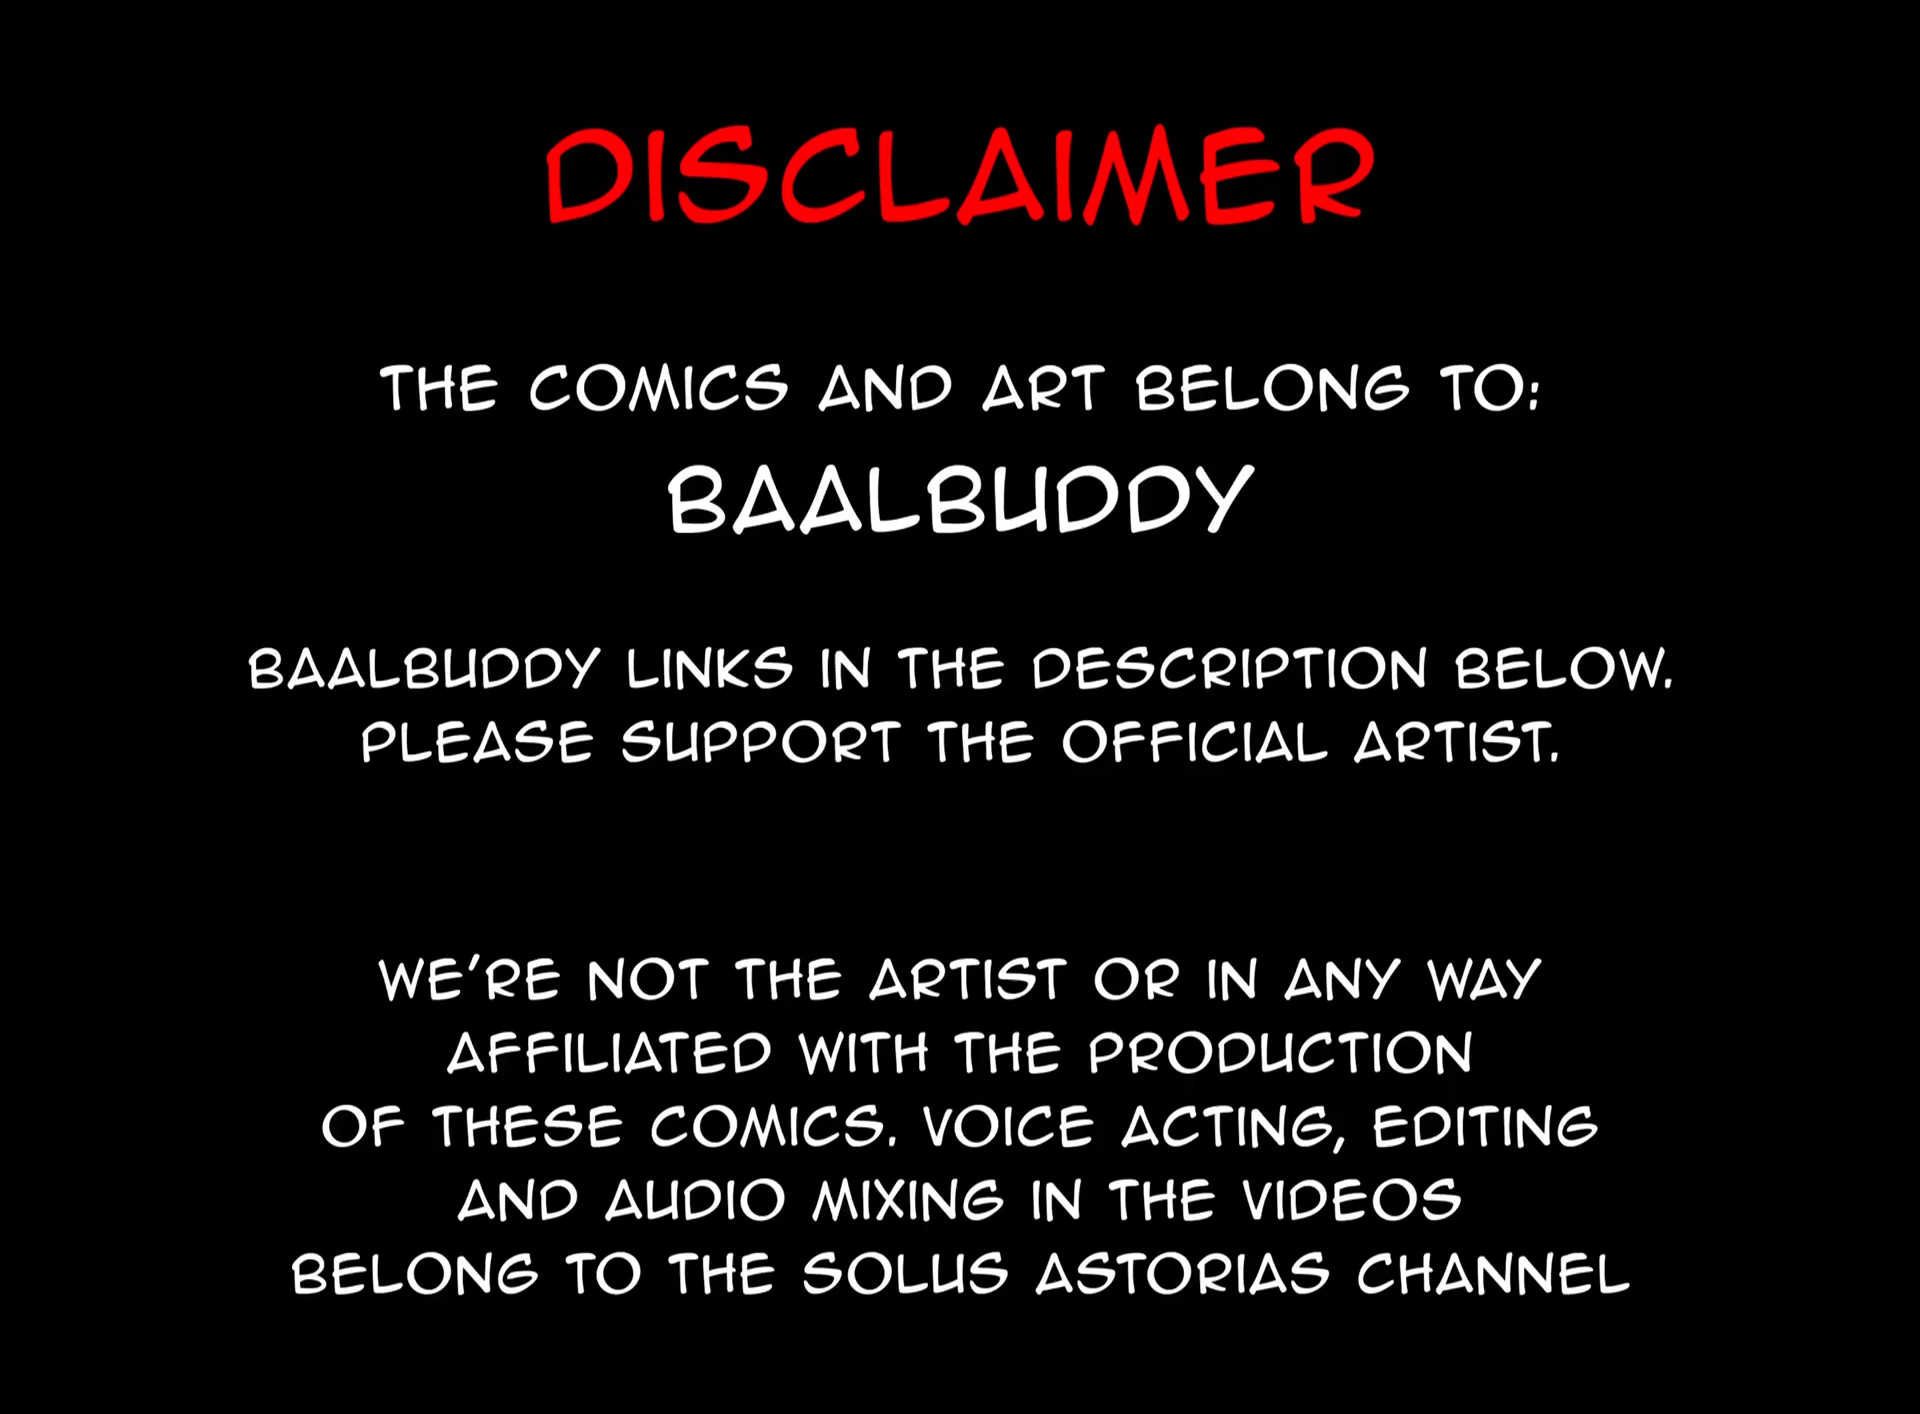 DISCLAIMER
THE COMICS AND ART BELONG TO:
BAALBUDDY
BAALBUDDY LINKS IN THE DESCRIPTION BELOW.
PLEASE SUPPORT THE OFFICIAL ARTIST.
WE'RE NOT THE ARTIST OR IN ANY WAY
AFFILIATED WITH THE PRODUCTION
OF THESE COMICS. VOICE ACTING, EDITING
AND AUDIO MIXING IN THE VIDEOS
BELONG TO THE SOLUS ASTORIAS CHANNEL